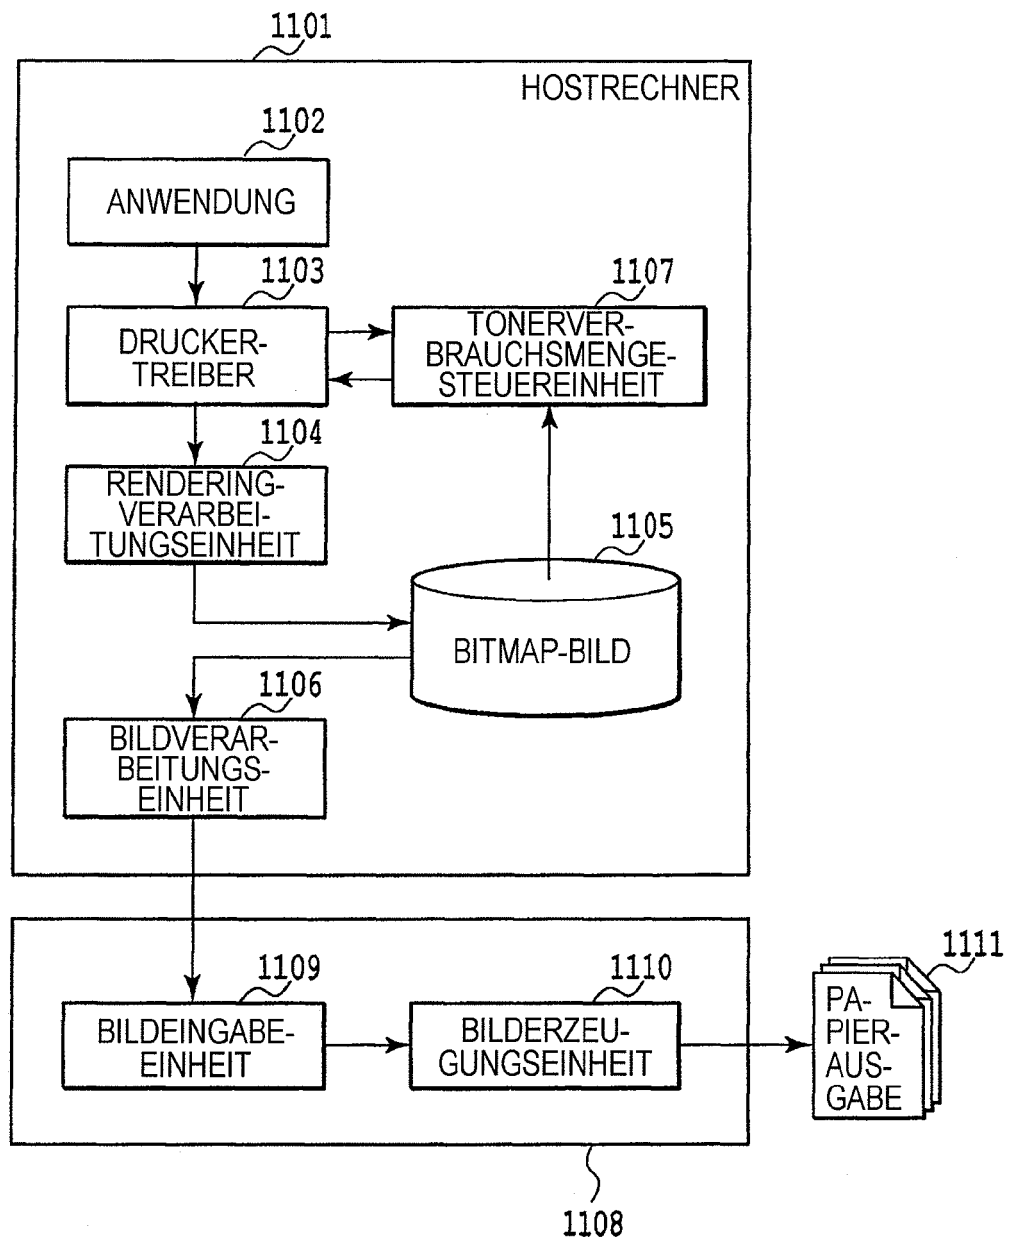 1101
HOSTRECHNER
1102
ANWENDUNG
1103
DRUCKER-
TREIBER
1107
TONERVER-
BRAUCHSMENGE-
STEUEREINHEIT
1104
RENDERING-
VERARBEI-
TUNGSEINHEIT
1105
BITMAP-BILD
1106
BILDVERAR-
BEITUNGS-
EINHEIT
1109
BILDEINGABE-
EINHEIT
1110
BILDERZEU-
GUNGSEINHEIT
1111
PA-
PIER-
AUS-
GABE
1108